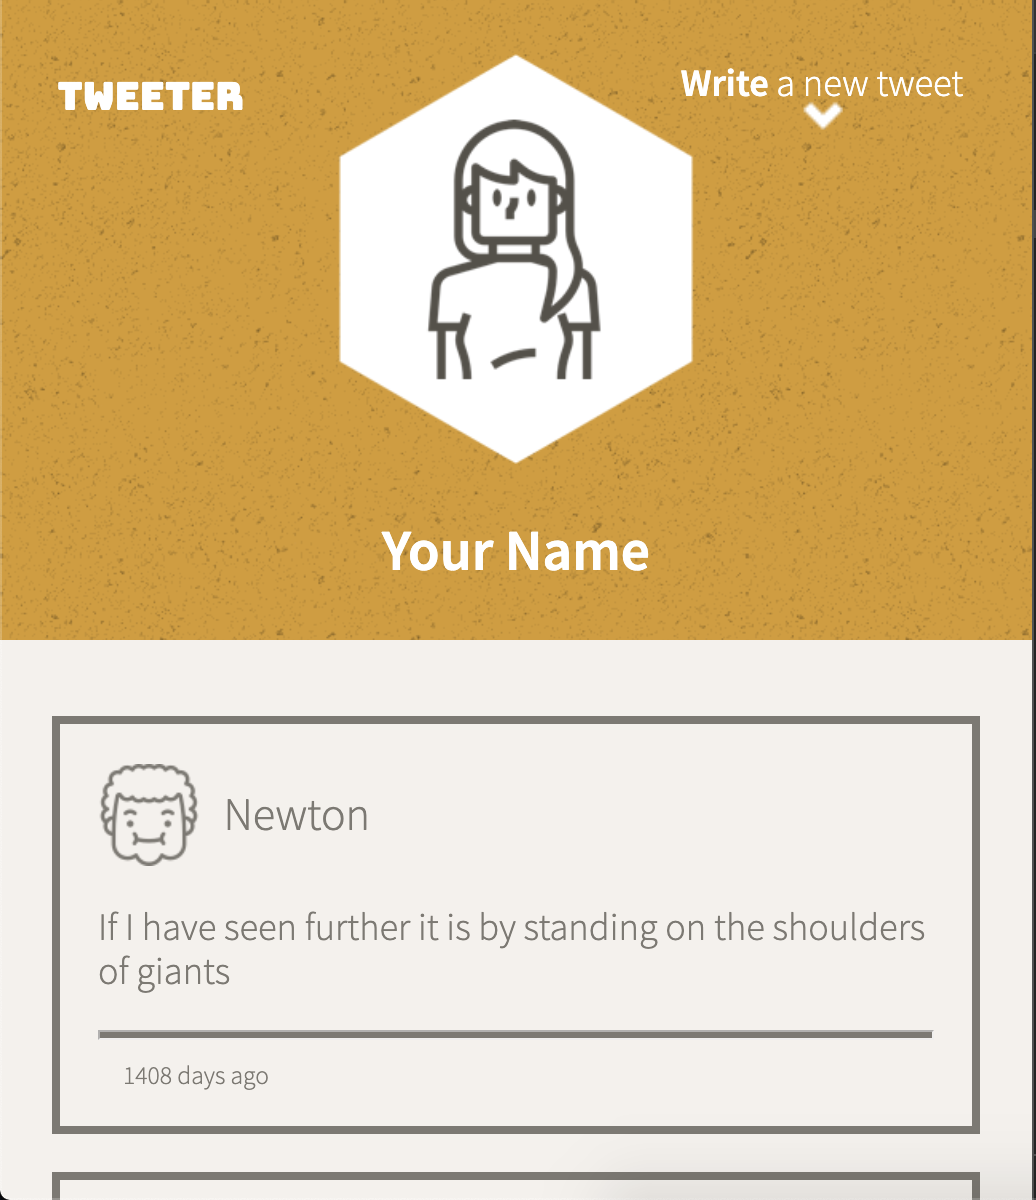 TWEETER
Write a new tweet
Your Name
Newton
If I have seen further it is by standing on the shoulders
of giants
1408 days ago